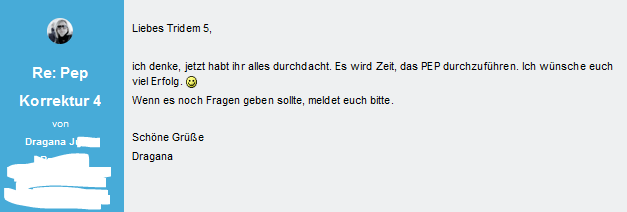 Re: Pep
Korrektur 4
von
Dragana
Liebes Tridem 5,
ich denke, jetzt habt ihr alles durchdacht. Es wird Zeit, das PEP durchzuführen. Ich wünsche euch
viel Erfolg.
Wenn es noch Fragen geben sollte, meldet euch bitte.
Schöne Grüße
Dragana